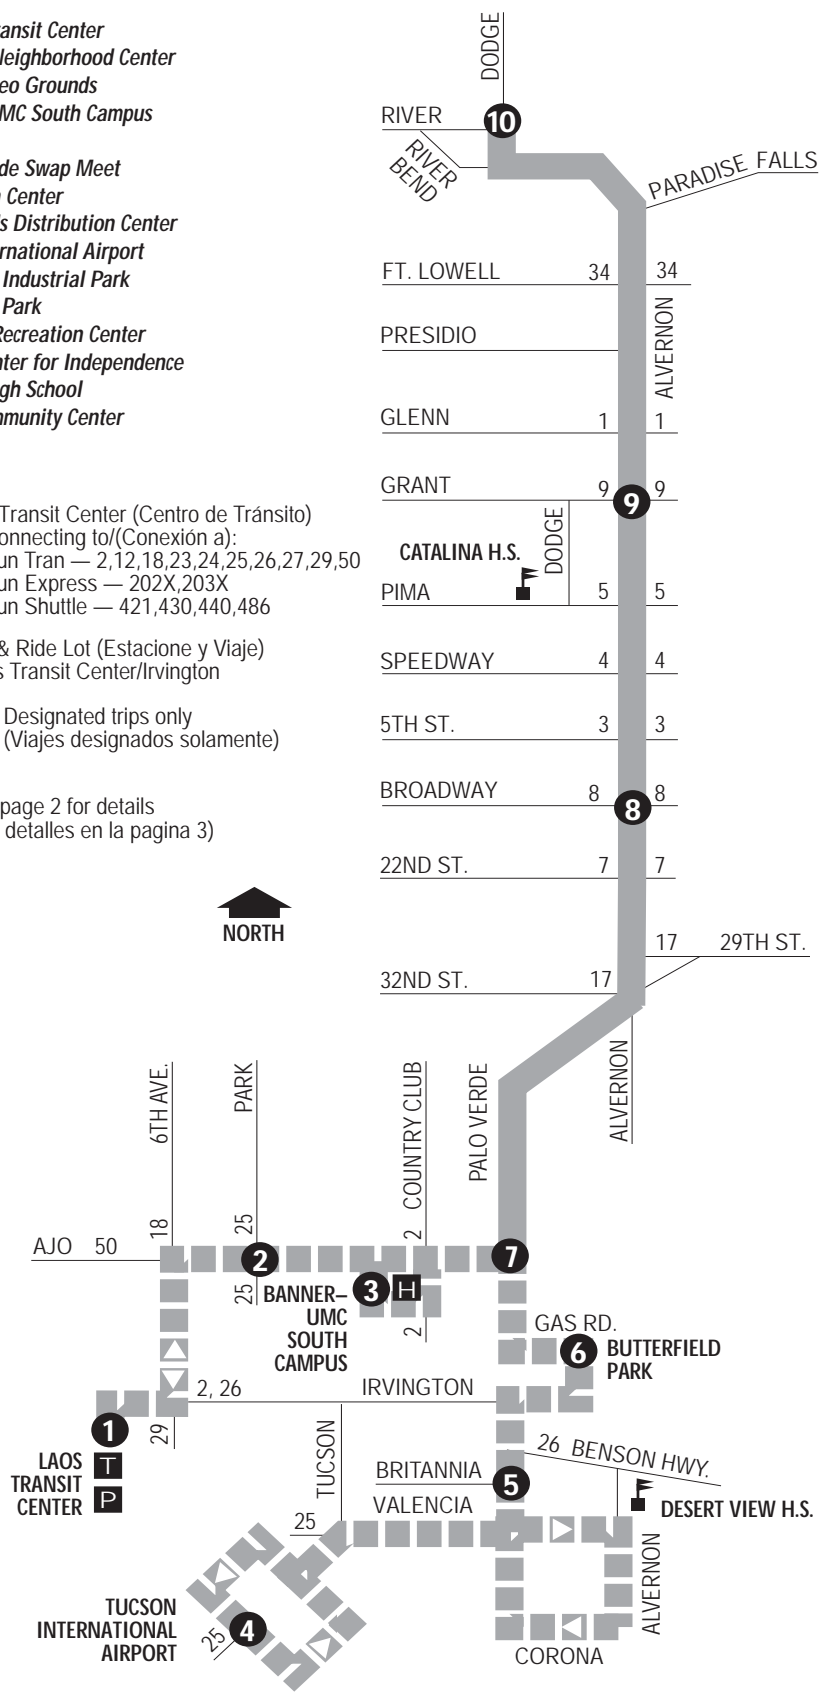 ansit Center
leighborhood Center
eo Grounds
MC South Campus
de Swap Meet
Center
s Distribution Center
rnational Airport
Industrial Park
Park
Recreation Center
nter for Independence
gh School
mmunity Center
Transit Center (Centro de Tránsito)
onnecting to/(Conexión a):
un Tran — 2,12,18,23,24,25,26,27,29,50
un Express — 202X,203X
un Shuttle — 421,430,440,486
& Ride Lot (Estacione y Viaje)
s Transit Center/Irvington
Designated trips only
(Viajes designados solamente)
page 2 for details
detalles en la pagina 3)
NORTH
DODGE
RIVER
10
RIVER
BEND
PARADISE FALLS
FT. LOWELL 34 34
ALVERNON
PRESIDIO
GLENN 1 1
GRANT 9 9 9
DODGE
CATALINA H.S.
PIMA 5 5
SPEEDWAY 4 4
5TH ST. 3 3
BROADWAY 8 8 8
22ND ST. 7 7
17 29TH ST.
32ND ST. 17
ALVERNON
6TH AVE.
PARK
COUNTRY CLUB
PALO VERDE
18
25
2
AJO 50
2
7
25
BANNER–
UMC
SOUTH
CAMPUS
3 H
2
GAS RD.
6
BUTTERFIELD
PARK
2, 26 IRVINGTON
1
29
LAOS
TRANSIT
CENTER
T
P
TUCSON
26 BENSON HWY.
BRITANNIA
5
VALENCIA
DESERT VIEW H.S.
25
ALVERNON
TUCSON
INTERNATIONAL
AIRPORT
25
4
CORONA